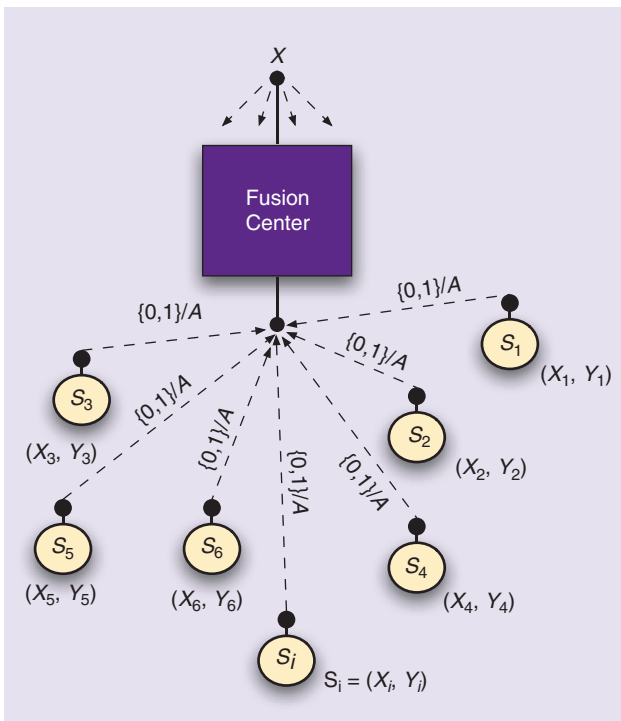 X
Fusion
Center
{0,1}/A
{0,1}/A
S1
(X1, Y1)
{0,1}/A
S3
(X3, Y3)
{0,1}/A
S2
(X2, Y2)
{0,1}/A
{0,1}/A
{0,1}/A
S5
(X5, Y5)
S6
(X6, Y6)
S4
(X4, Y4)
Si
Si = (Xi, Yi)